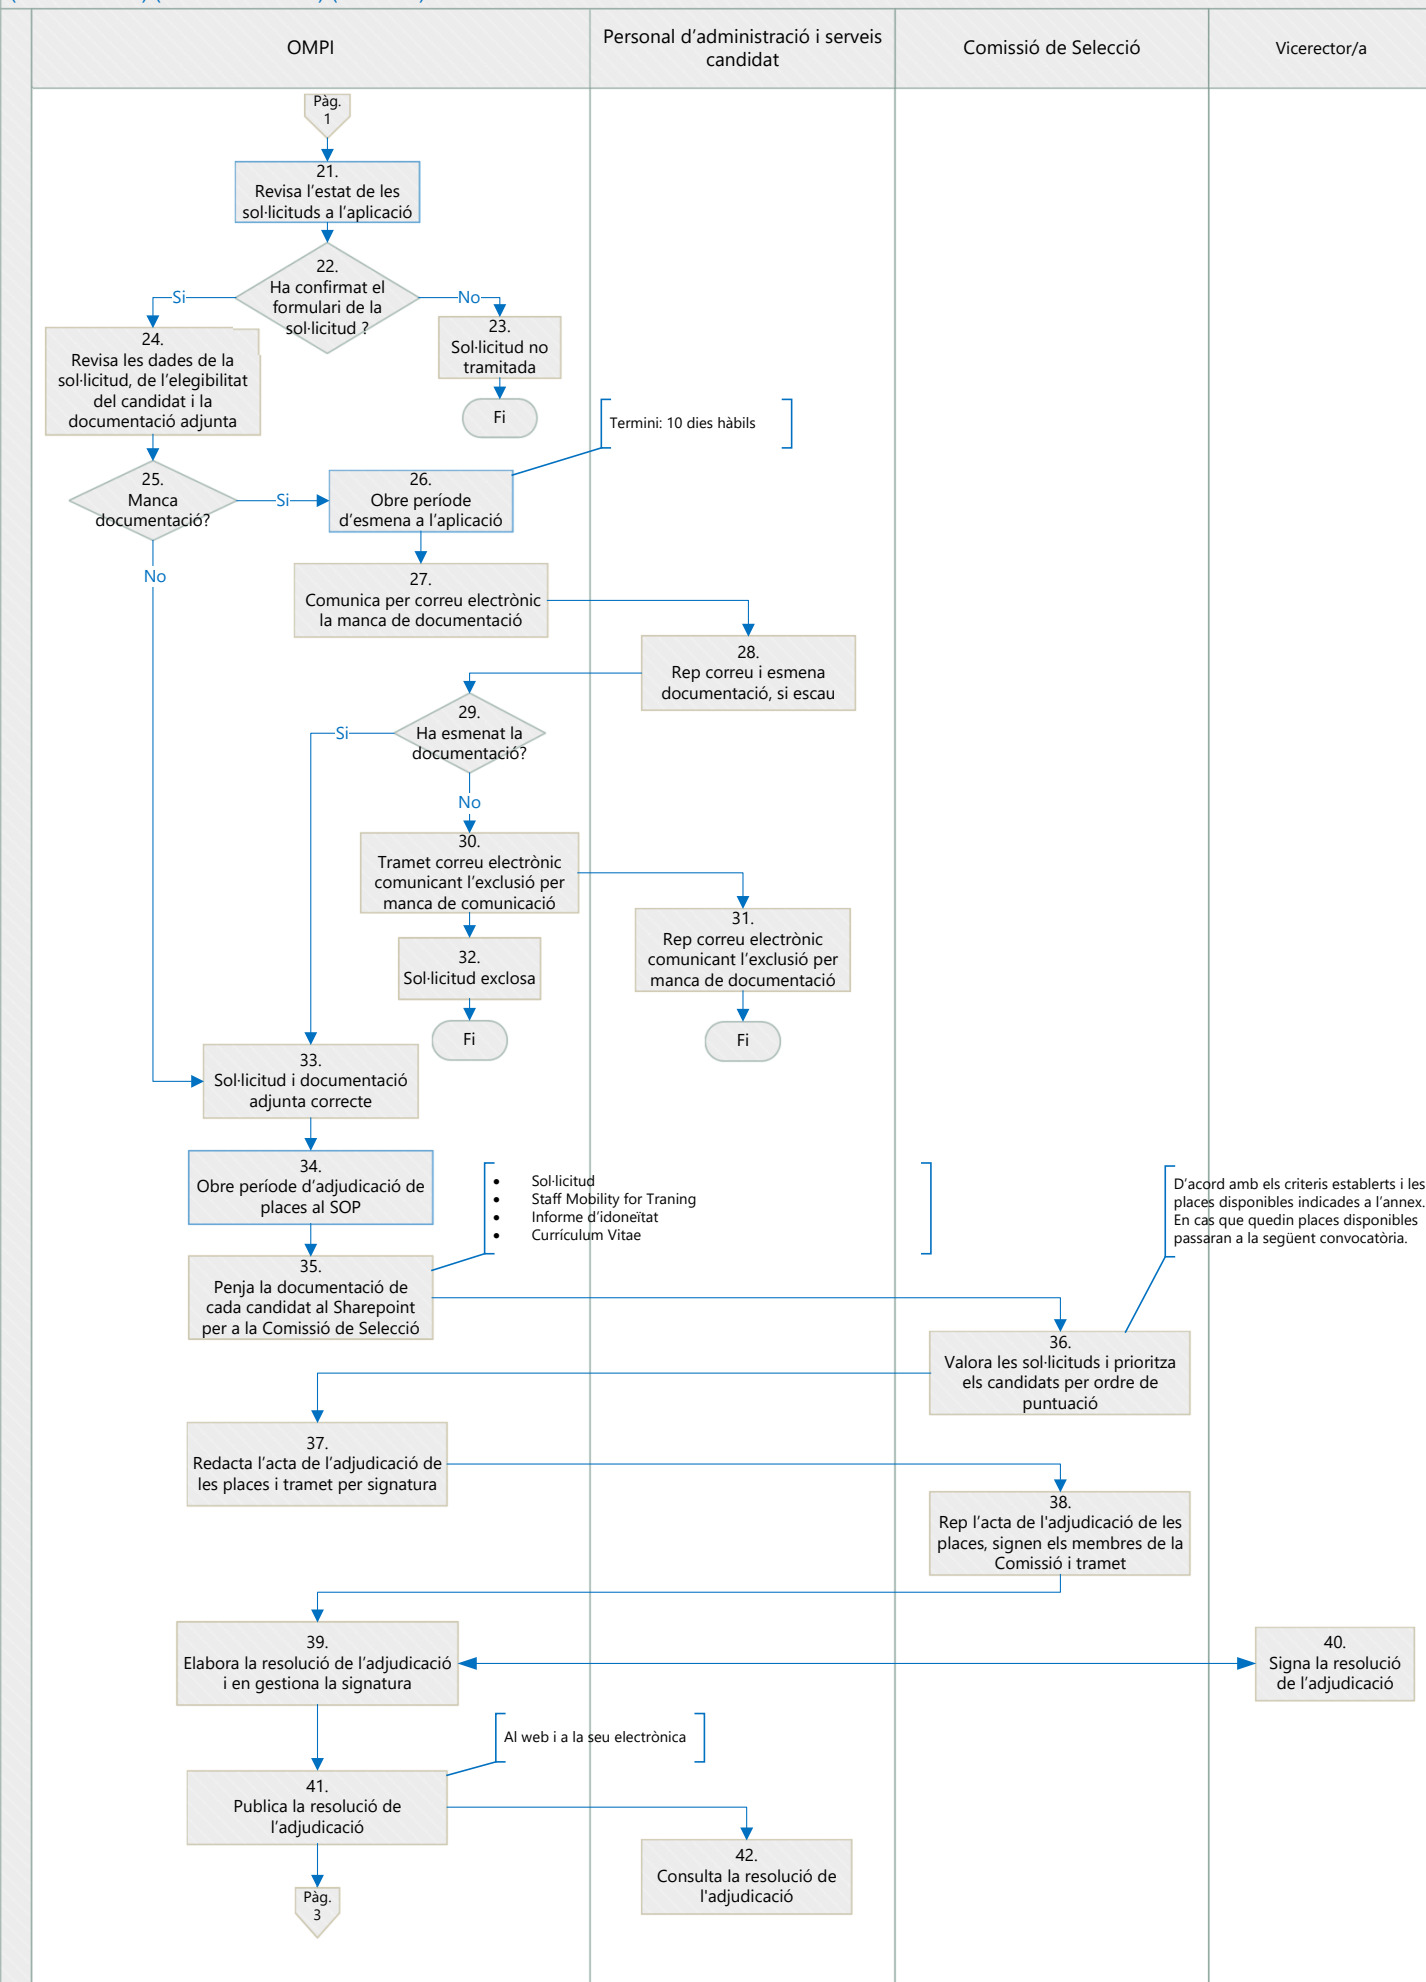 OMPI
Personal d'administració i serveis
candidat
Comissió de Selecció
Vicerector/a
Pàg.
1
21.
Revisa l'estat de les
sol·licituds a l'aplicació
22.
Ha confirmat el
formulari de la
sol·licitud ?
Si
No
23.
Sol·licitud no
tramitada
Fi
24.
Revisa les dades de la
sol·licitud, de l'elegibilitat
del candidat i la
documentació adjunta
Termini: 10 dies hàbils
25.
Manca
documentació?
Si
No
26.
Obre període
d'esmena a l'aplicació
27.
Comunica per correu electrònic
la manca de documentació
28.
Rep correu i esmena
documentació, si escau
29.
Ha esmenat la
documentació?
Si
No
30.
Tramet correu electrònic
comunicant l'exclusió per
manca de comunicació
31.
Rep correu electrònic
comunicant l'exclusió per
manca de documentació
32.
Sol·licitud exclosa
Fi
Fi
33.
Sol·licitud i documentació
adjunta correcte
34.
Obre període d'adjudicació de
places al SOP
• Sol·licitud
• Staff Mobility for Traning
• Informe d'idoneïtat
• Currículum Vitae
D'acord amb els criteris establerts i les
places disponibles indicades a l'annex.
En cas que quedin places disponibles
passaran a la següent convocatòria.
35.
Penja la documentació de
cada candidat al Sharepoint
per a la Comissió de Selecció
36.
Valora les sol·licituds i prioritza
els candidats per ordre de
puntuació
37.
Redacta l'acta de l'adjudicació de
les places i tramet per signatura
38.
Rep l'acta de l'adjudicació de les
places, signen els membres de la
Comissió i tramet
39.
Elabora la resolució de l'adjudicació
i en gestiona la signatura
40.
Signa la resolució
de l'adjudicació
Al web i a la seu electrònica
41.
Publica la resolució de
l'adjudicació
42.
Consulta la resolució de
l'adjudicació
Pàg.
3